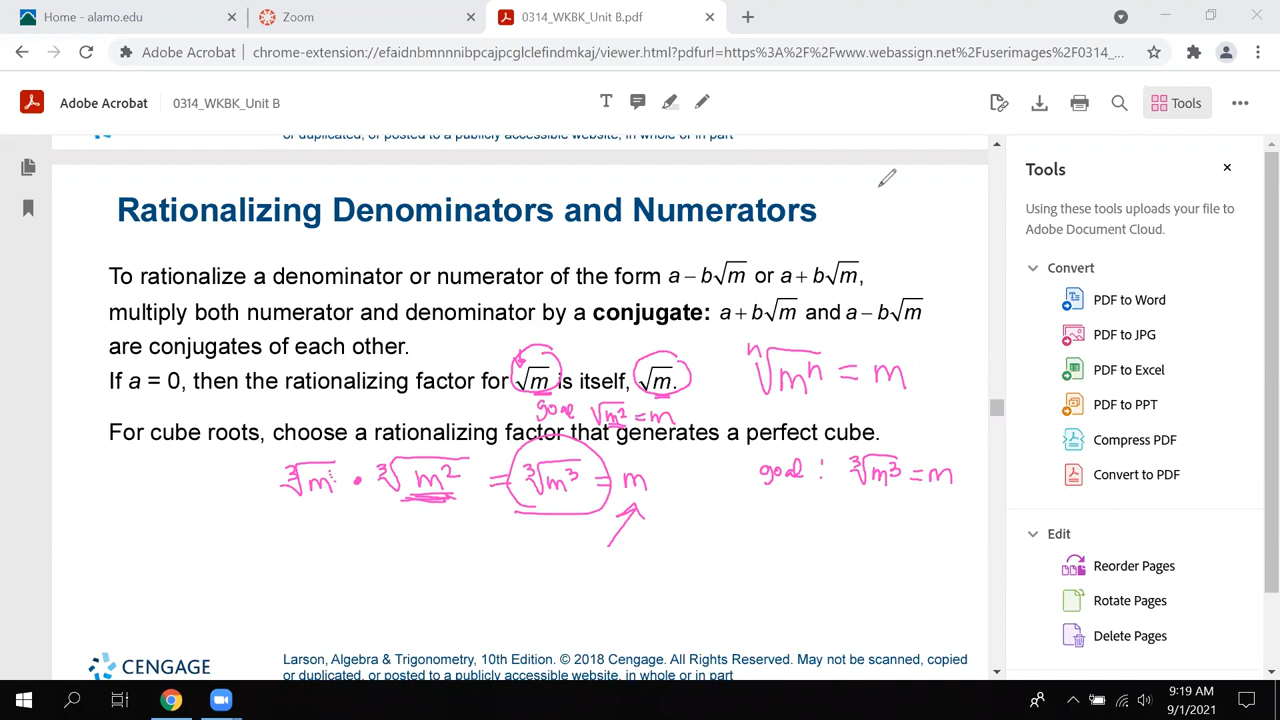 Home - alamo.edu
Zoom
0314_WKBK_Unit B.pdf
Adobe Acrobat | chrome-extension://efaidnbmnnnibpcajpcglclefindmkaj/viewer.html?pdfurl=https%3A%2F%2Fwww.webassign.net%2Fuserimages%2F0314_...
Adobe Acrobat
0314_WKBK_Unit B
Tools
or duplicated, or posted to a publicly accessible website, in whole or in part
Rationalizing Denominators and Numerators
To rationalize a denominator or numerator of the form a − b√m or a + b√m,
multiply both numerator and denominator by a conjugate: a + b√m and a − b√m
are conjugates of each other.
If a = 0, then the rationalizing factor for √m is itself, √m.
ⁿ√mⁿ = m
goal √m² = m
For cube roots, choose a rationalizing factor that generates a perfect cube.
³√m¹ • ³√m² = ³√m³ = m
goal : ³√m³ = m
CENGAGE
Larson, Algebra & Trigonometry, 10th Edition. © 2018 Cengage. All Rights Reserved. May not be scanned, copied
or duplicated, or posted to a publicly accessible website, in whole or in part
Tools
Using these tools uploads your file to
Adobe Document Cloud.
Convert
PDF to Word
PDF to JPG
PDF to Excel
PDF to PPT
Compress PDF
Convert to PDF
Edit
Reorder Pages
Rotate Pages
Delete Pages
9:19 AM
9/1/2021